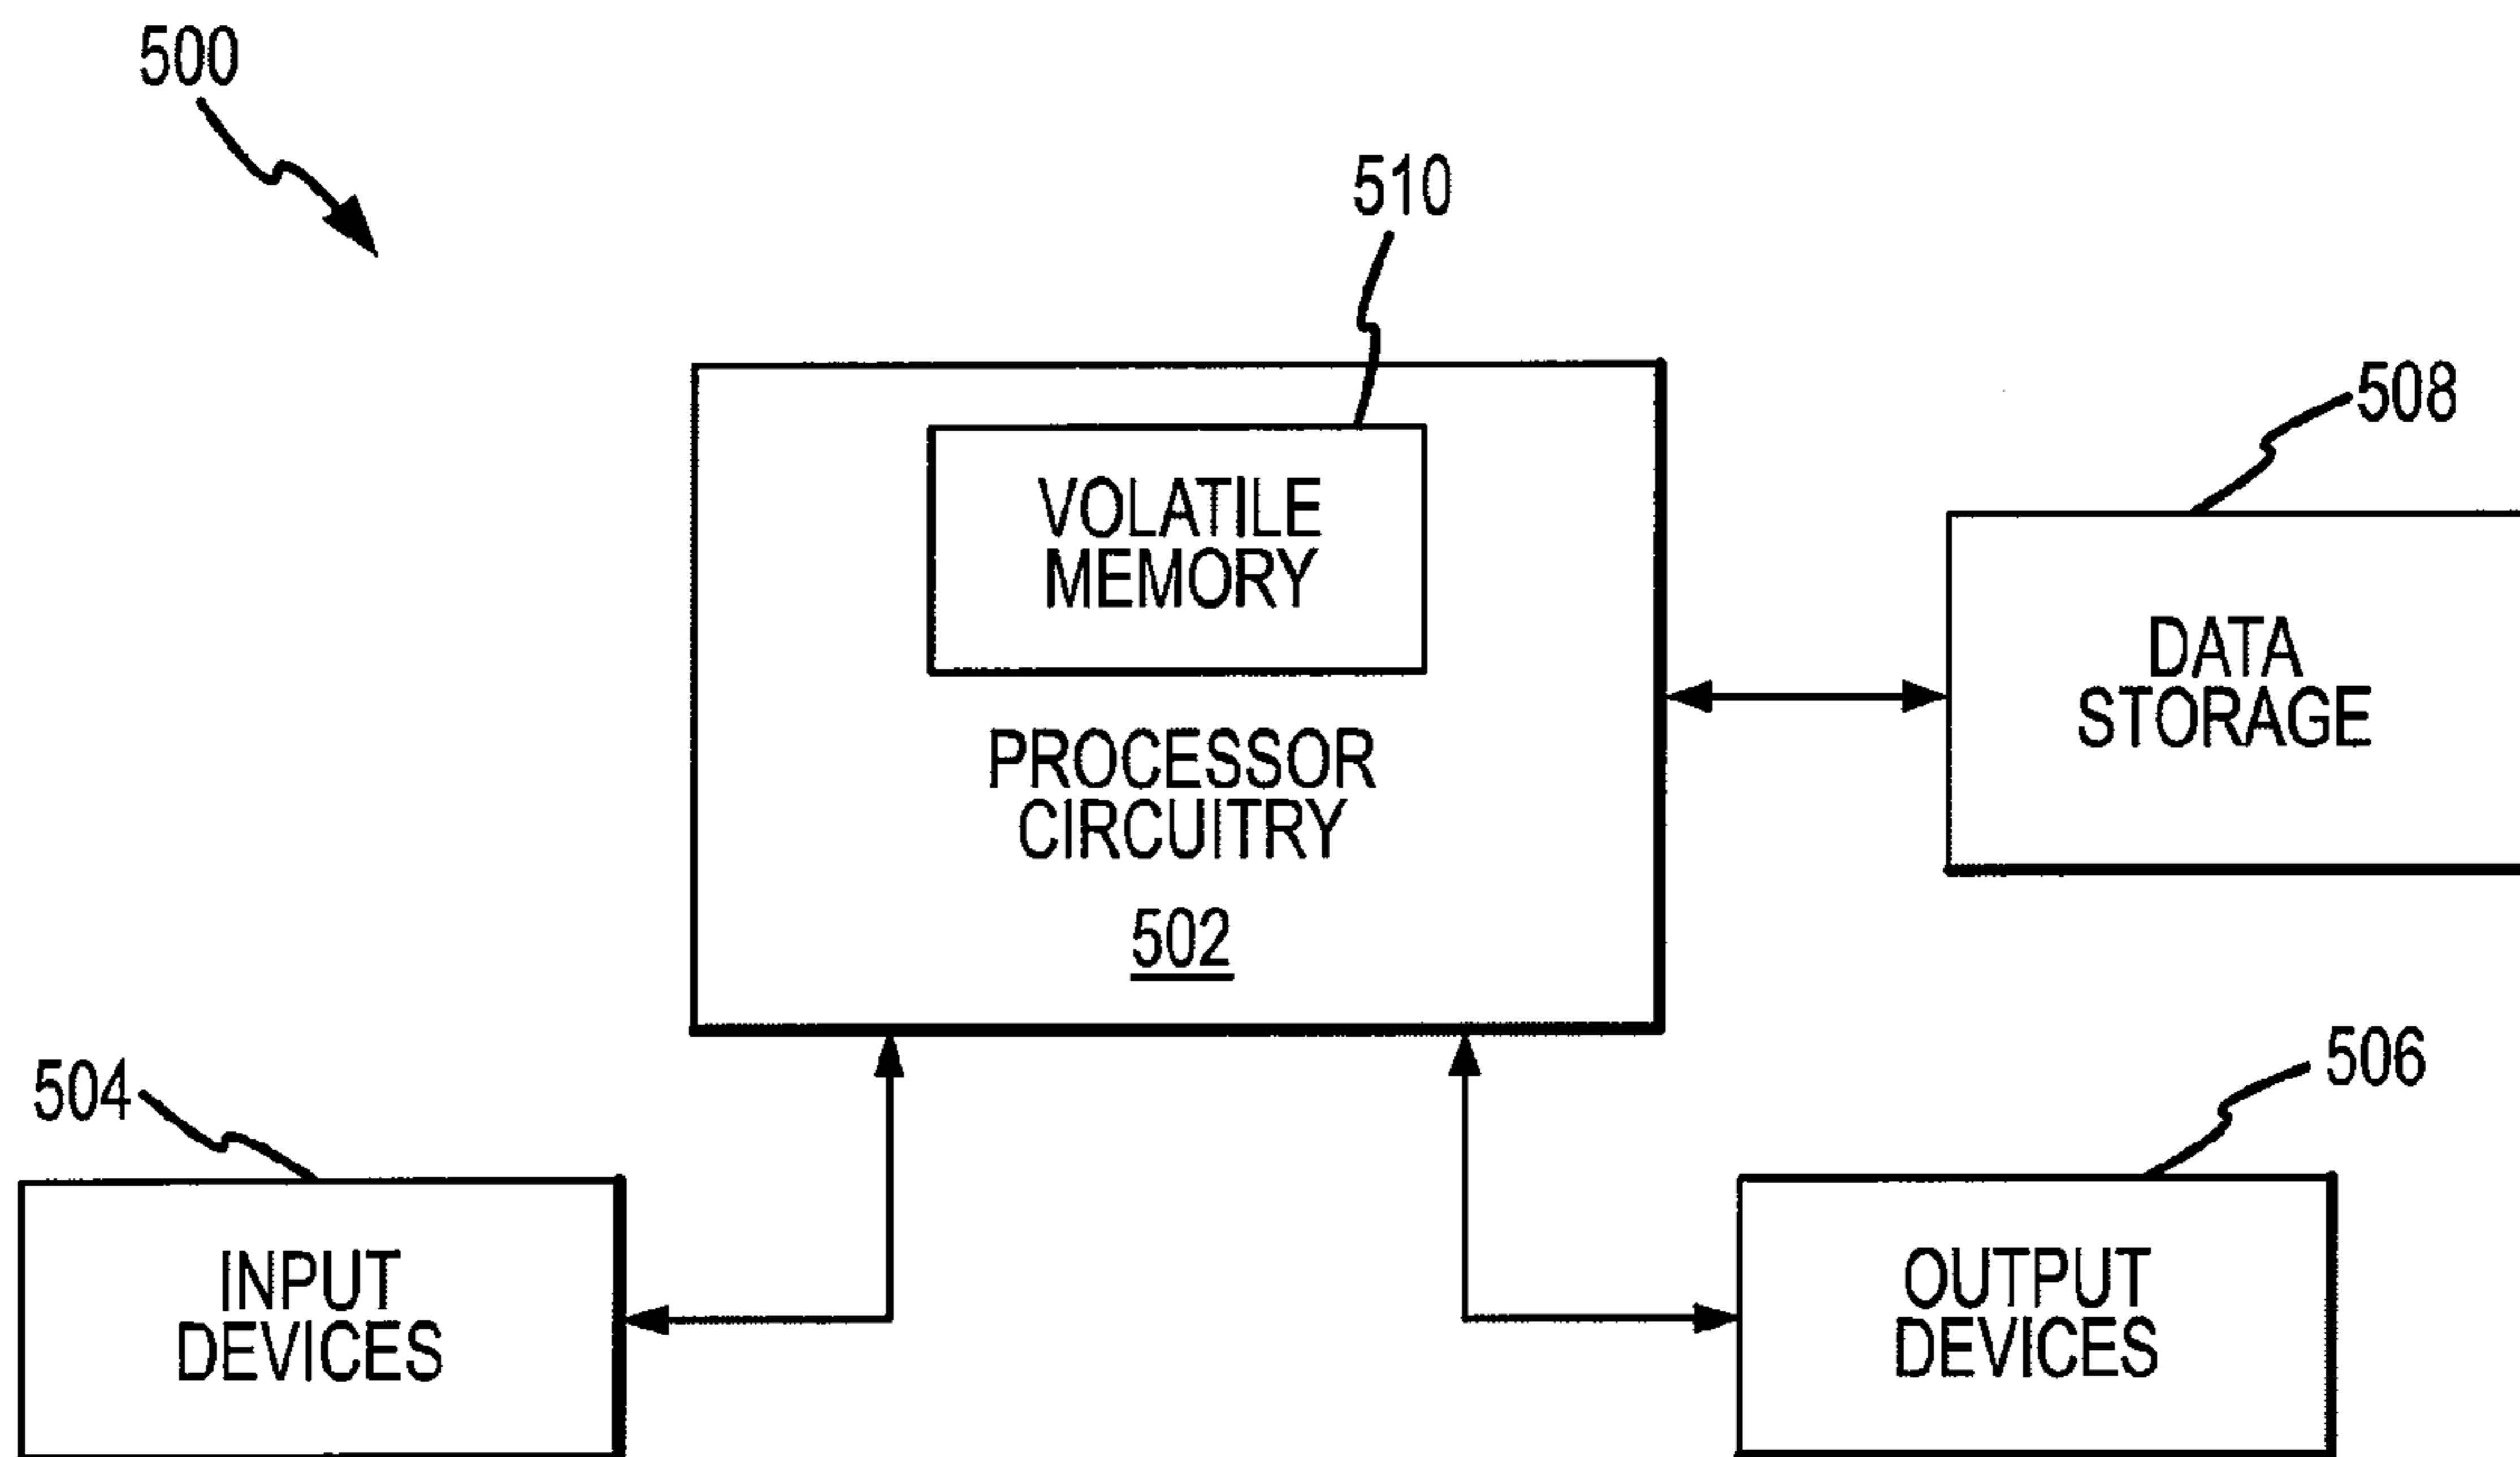 500
510
508
VOLATILE
MEMORY
DATA
STORAGE
PROCESSOR
CIRCUITRY
502
504
506
INPUT
DEVICES
OUTPUT
DEVICES